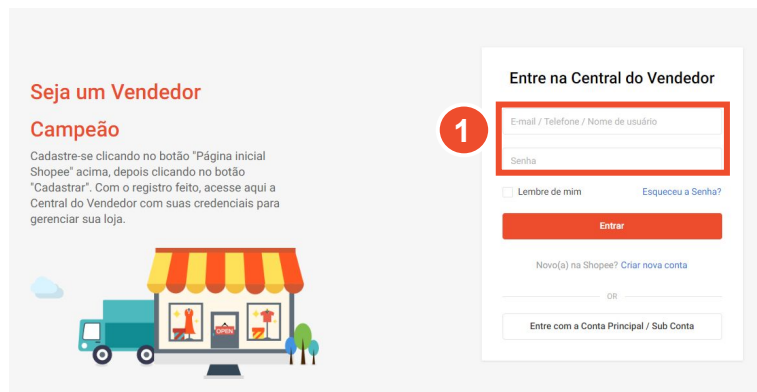 Seja um Vendedor
Campeão
Cadastre-se clicando no botão "Página inicial
Shopee" acima, depois clicando no botão
"Cadastrar". Com o registro feito, acesse aqui a
Central do Vendedor com suas credenciais para
gerenciar sua loja.
OPEN
1
Entre na Central do Vendedor
E-mail / Telefone / Nome de usuário
Senha
Lembre de mim
Esqueceu a Senha?
Entrar
Novo(a) na Shopee? Criar nova conta
OR
Entre com a Conta Principal / Sub Conta